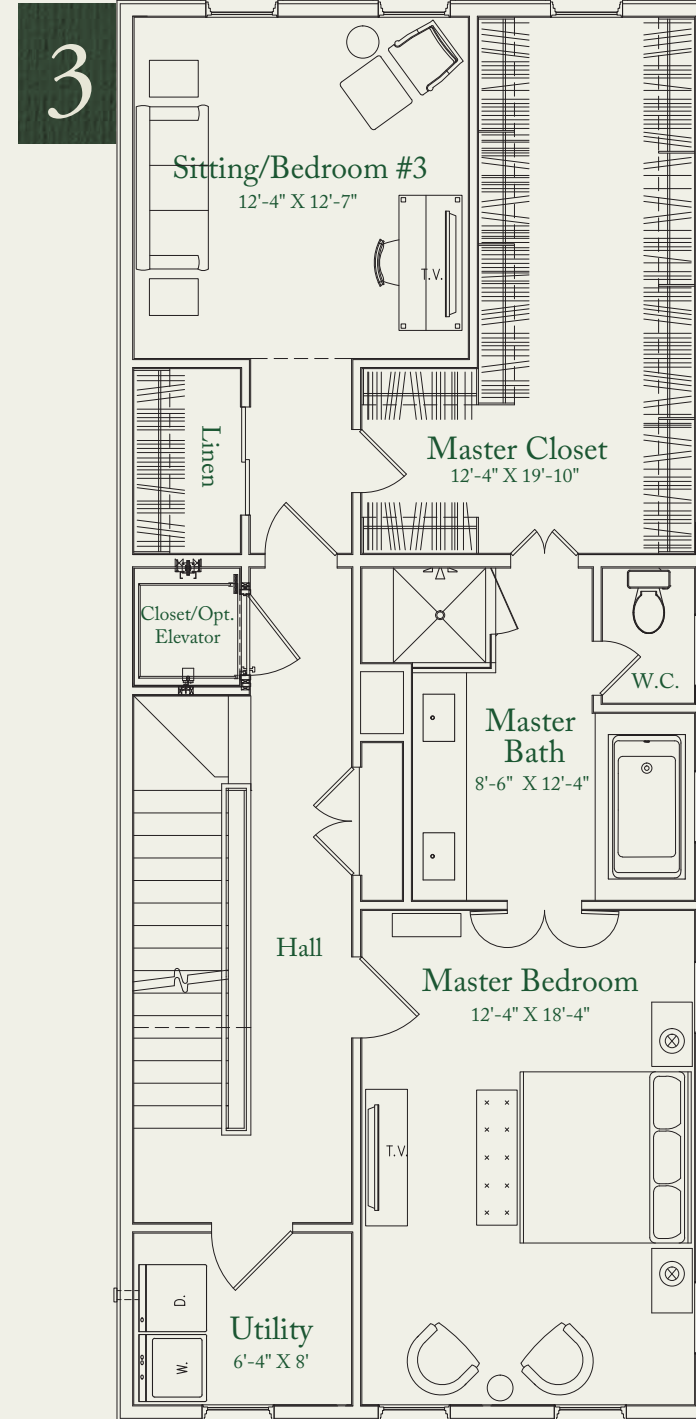 3
Sitting/Bedroom #3
12'-4" X 12'-7"
T.V.
Linen
Master Closet
12'-4" X 19'-10"
Closet/Opt.
Elevator
W.C.
Master
Bath
8'-6" X 12'-4"
Hall
Master Bedroom
12'-4" X 18'-4"
T.V.
D.
W.
Utility
6'-4" X 8'